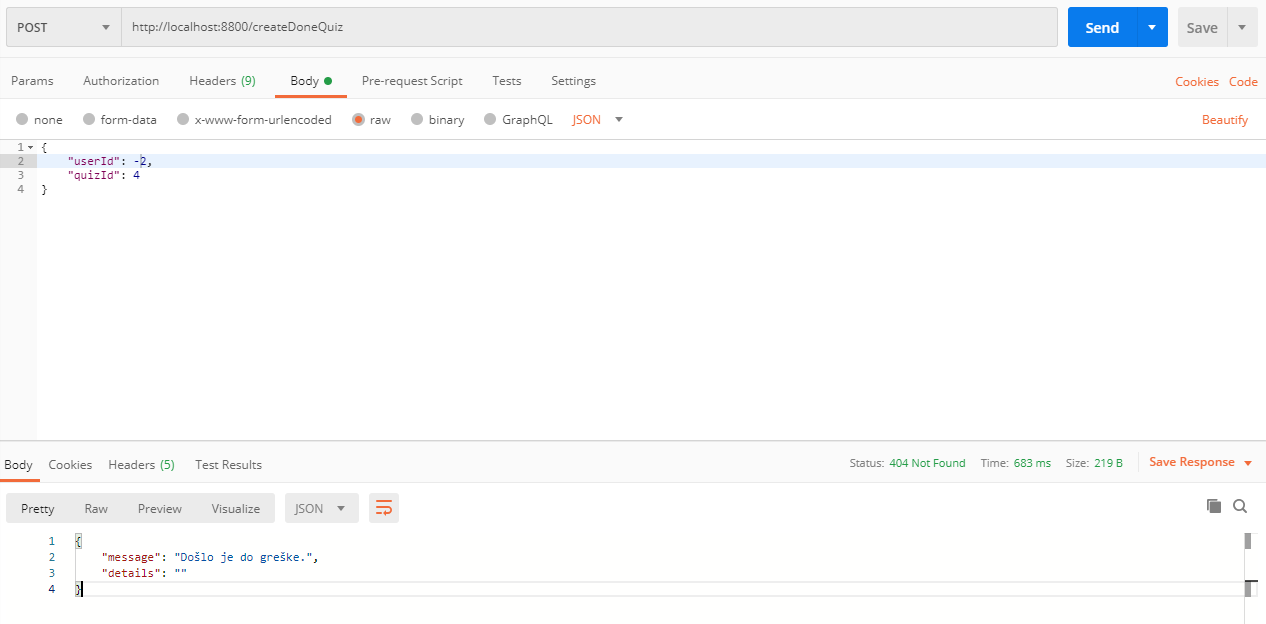 POST http://localhost:8800/createDoneQuiz Send Save
Params Authorization Headers (9) Body Pre-request Script Tests Settings Cookies Code
none form-data x-www-form-urlencoded raw binary GraphQL JSON Beautify
1 {
2 "userId": -2,
3 "quizId": 4
4 }
Body Cookies Headers (5) Test Results Status: 404 Not Found Time: 683 ms Size: 219 B Save Response
Pretty Raw Preview Visualize JSON
1 {
2 "message": "Došlo je do greške.",
3 "details": ""
4 }